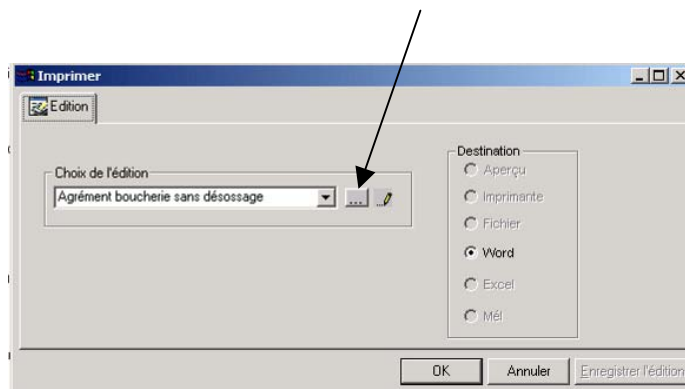 Imprimer
Edition
Choix de l'édition
Agrément boucherie sans désossage
...
Destination
Aperçu
Imprimante
Fichier
Word
Excel
Mél
OK
Annuler
Enregistrer l'édition